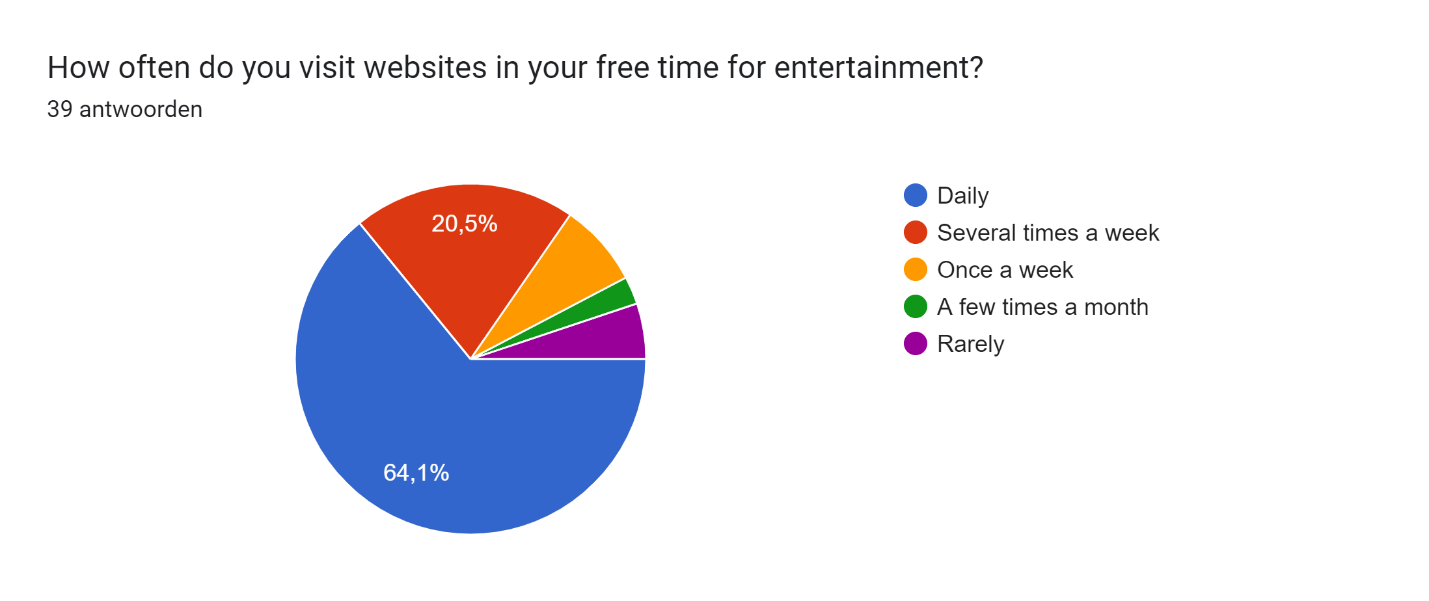 How often do you visit websites in your free time for entertainment?
39 antwoorden
20,5%
64,1%
Daily
Several times a week
Once a week
A few times a month
Rarely